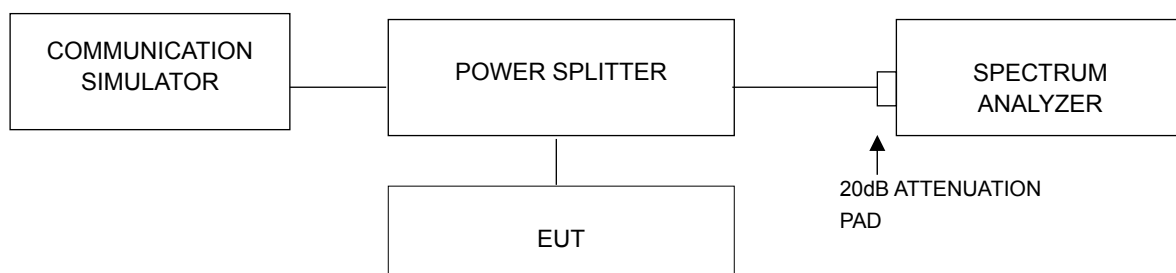 COMMUNICATION
SIMULATOR
POWER SPLITTER
SPECTRUM
ANALYZER
20dB ATTENUATION
PAD
EUT